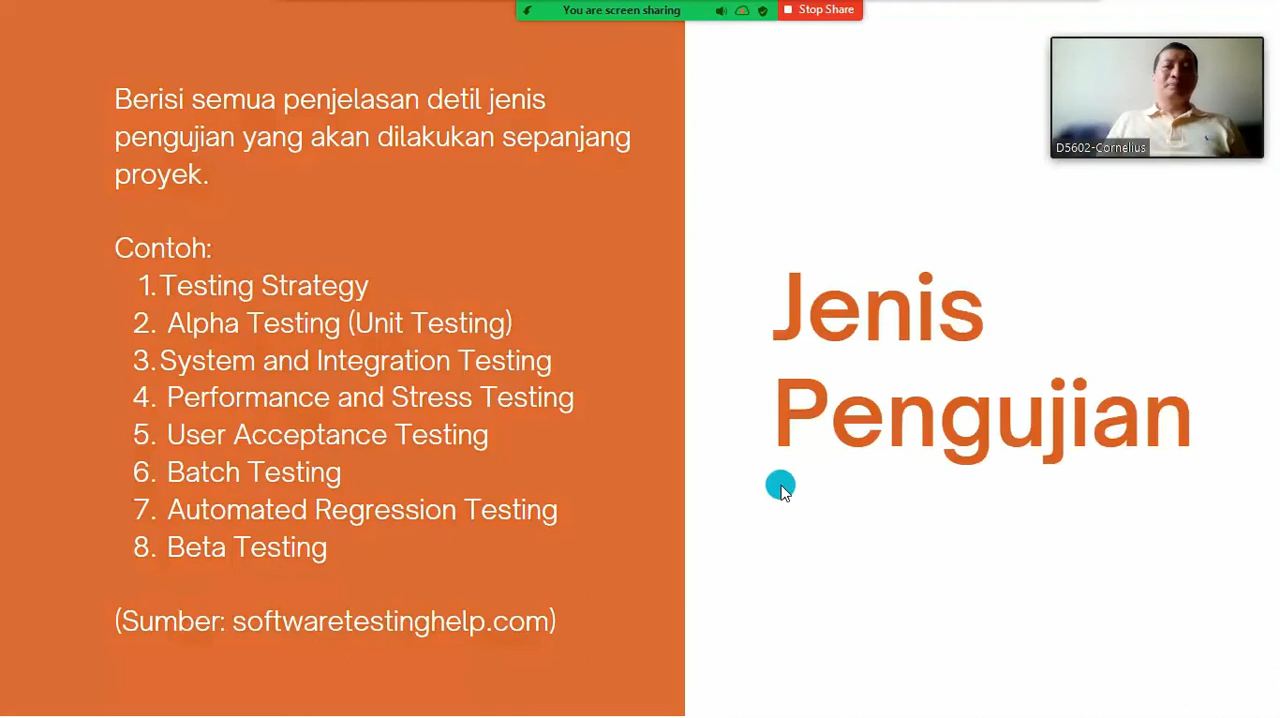 You are screen sharing
Stop Share
Berisi semua penjelasan detil jenis
pengujian yang akan dilakukan sepanjang
proyek.
Contoh:
1. Testing Strategy
2. Alpha Testing (Unit Testing)
3. System and Integration Testing
4. Performance and Stress Testing
5. User Acceptance Testing
6. Batch Testing
7. Automated Regression Testing
8. Beta Testing
(Sumber: softwaretestinghelp.com)
D5602-Cornelius
Jenis
Pengujian